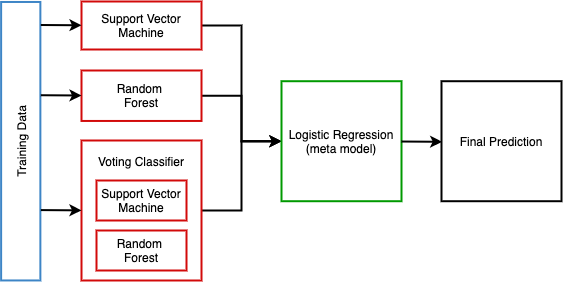 Training Data
Support Vector
Machine
Random
Forest
Voting Classifier
Support Vector
Machine
Random
Forest
Logistic Regression
(meta model)
Final Prediction